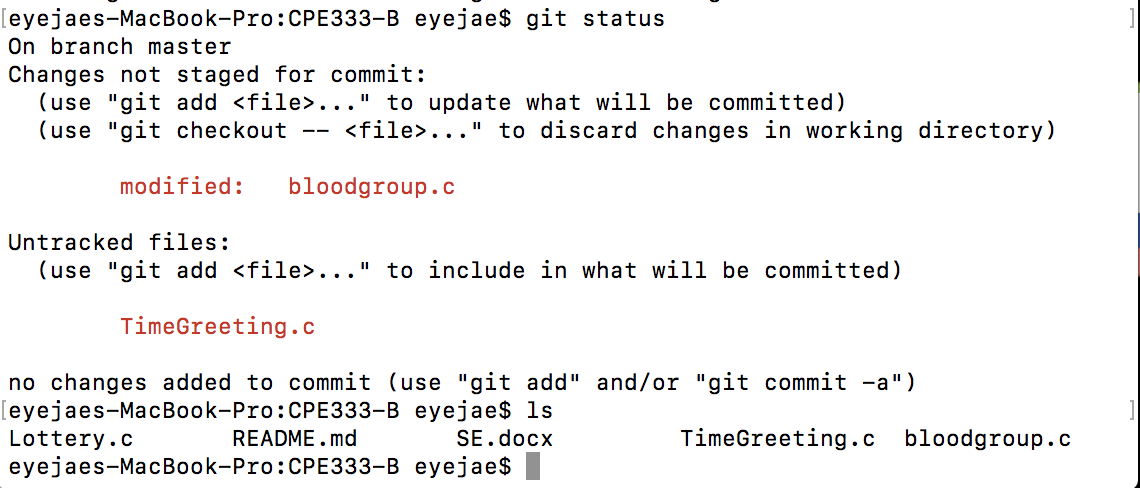 [eyejaes-MacBook-Pro:CPE333-B eyejae$ git status ]
On branch master
Changes not staged for commit:
  (use "git add <file>..." to update what will be committed)
  (use "git checkout -- <file>..." to discard changes in working directory)
        modified:   bloodgroup.c
Untracked files:
  (use "git add <file>..." to include in what will be committed)
        TimeGreeting.c
no changes added to commit (use "git add" and/or "git commit -a")
[eyejaes-MacBook-Pro:CPE333-B eyejae$ ls ]
Lottery.c       README.md       SE.docx         TimeGreeting.c  bloodgroup.c
eyejaes-MacBook-Pro:CPE333-B eyejae$